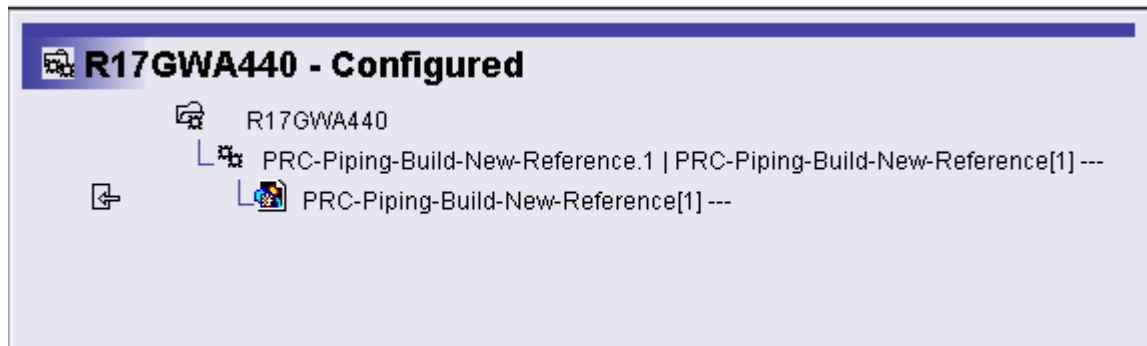 R17GWA440 - Configured
R17GWA440
PRC-Piping-Build-New-Reference.1 | PRC-Piping-Build-New-Reference[1] ---
PRC-Piping-Build-New-Reference[1] ---